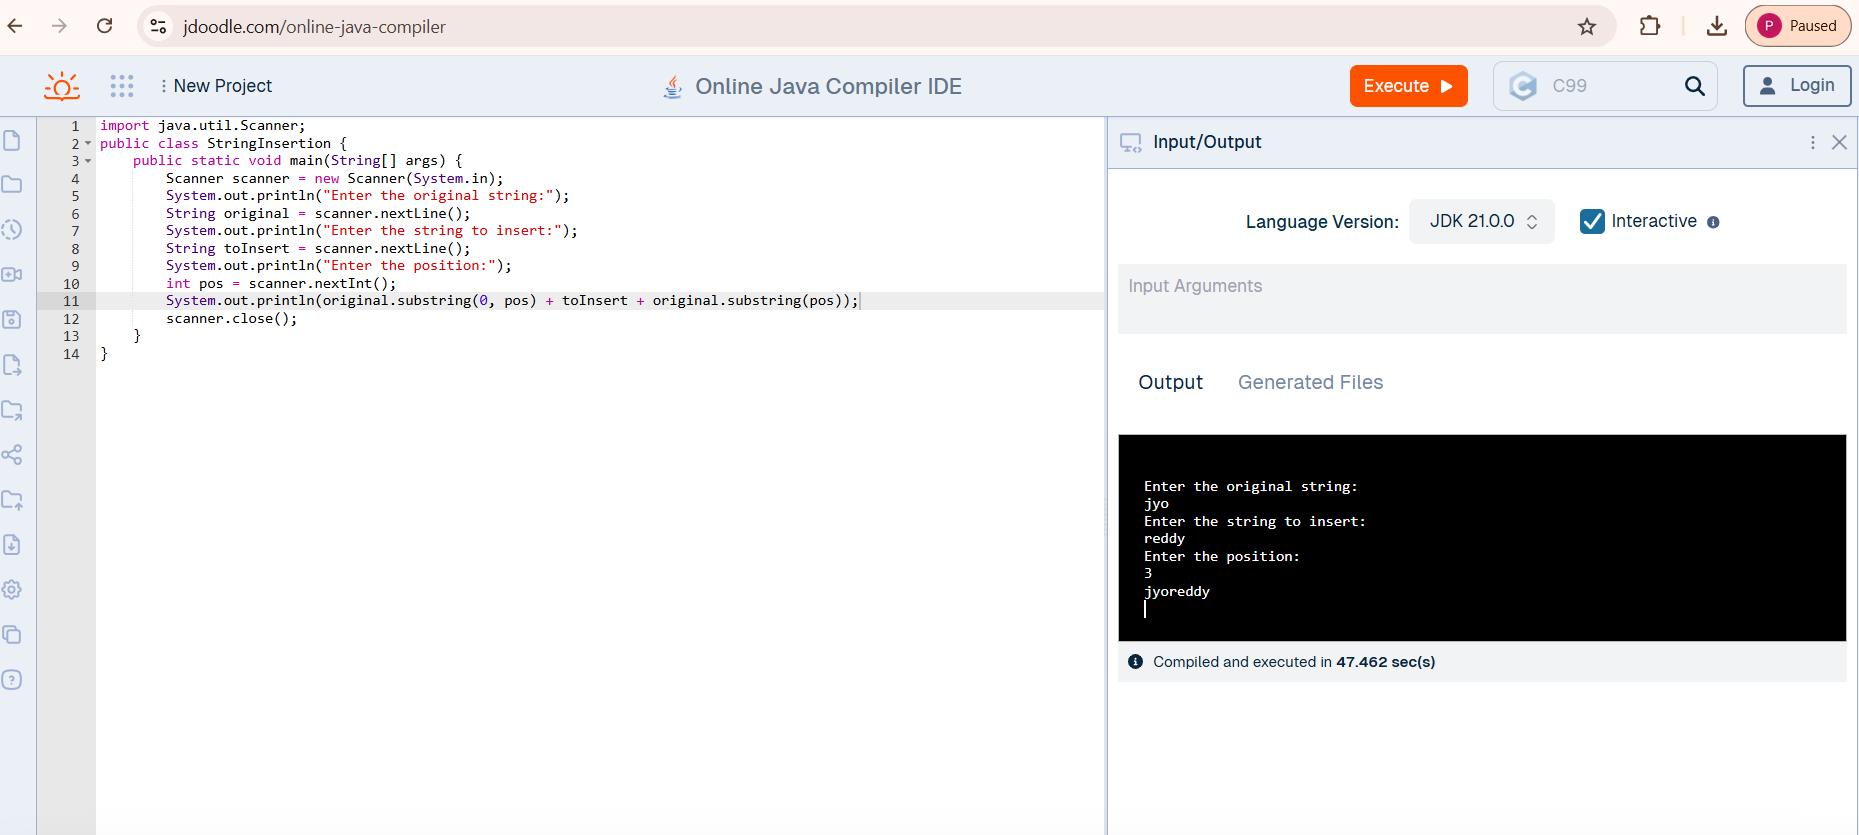 jdoodle.com/online-java-compiler
P Paused
New Project
Online Java Compiler IDE
Execute
C99
Login
1 import java.util.Scanner;
2 public class StringInsertion {
3     public static void main(String[] args) {
4         Scanner scanner = new Scanner(System.in);
5         System.out.println("Enter the original string:");
6         String original = scanner.nextLine();
7         System.out.println("Enter the string to insert:");
8         String toInsert = scanner.nextLine();
9         System.out.println("Enter the position:");
10         int pos = scanner.nextInt();
11         System.out.println(original.substring(0, pos) + toInsert + original.substring(pos));
12         scanner.close();
13     }
14 }
Input/Output
Language Version: JDK 21.0.0 Interactive
Input Arguments
Output Generated Files
Enter the original string:
jyo
Enter the string to insert:
reddy
Enter the position:
3
jyoreddy
Compiled and executed in 47.462 sec(s)